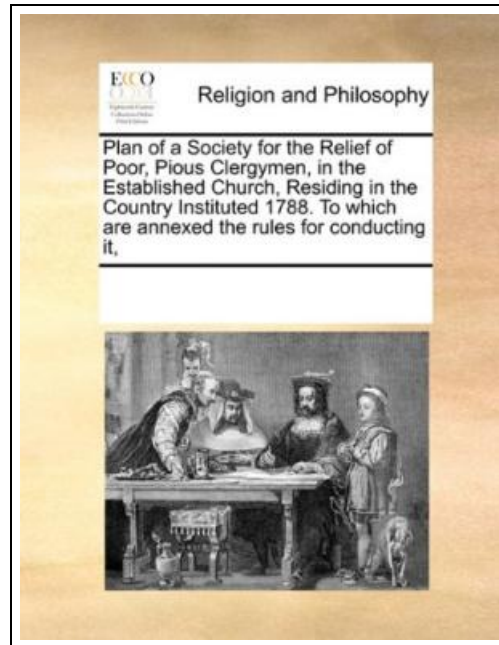 ECCO
Religion and Philosophy
Plan of a Society for the Relief of
Poor, Pious Clergymen, in the
Established Church, Residing in the
Country Instituted 1788. To which
are annexed the rules for conducting
it,